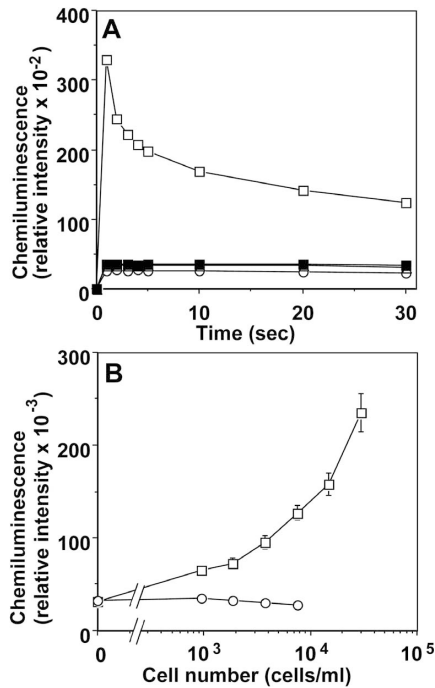 A
400
300
200
100
0
Chemiluminescence
(relative intensity x 10⁻²)
0 10 20 30
Time (sec)
B
300
200
100
0
Chemiluminescence
(relative intensity x 10⁻³)
0 10³ 10⁴ 10⁵
Cell number (cells/ml)